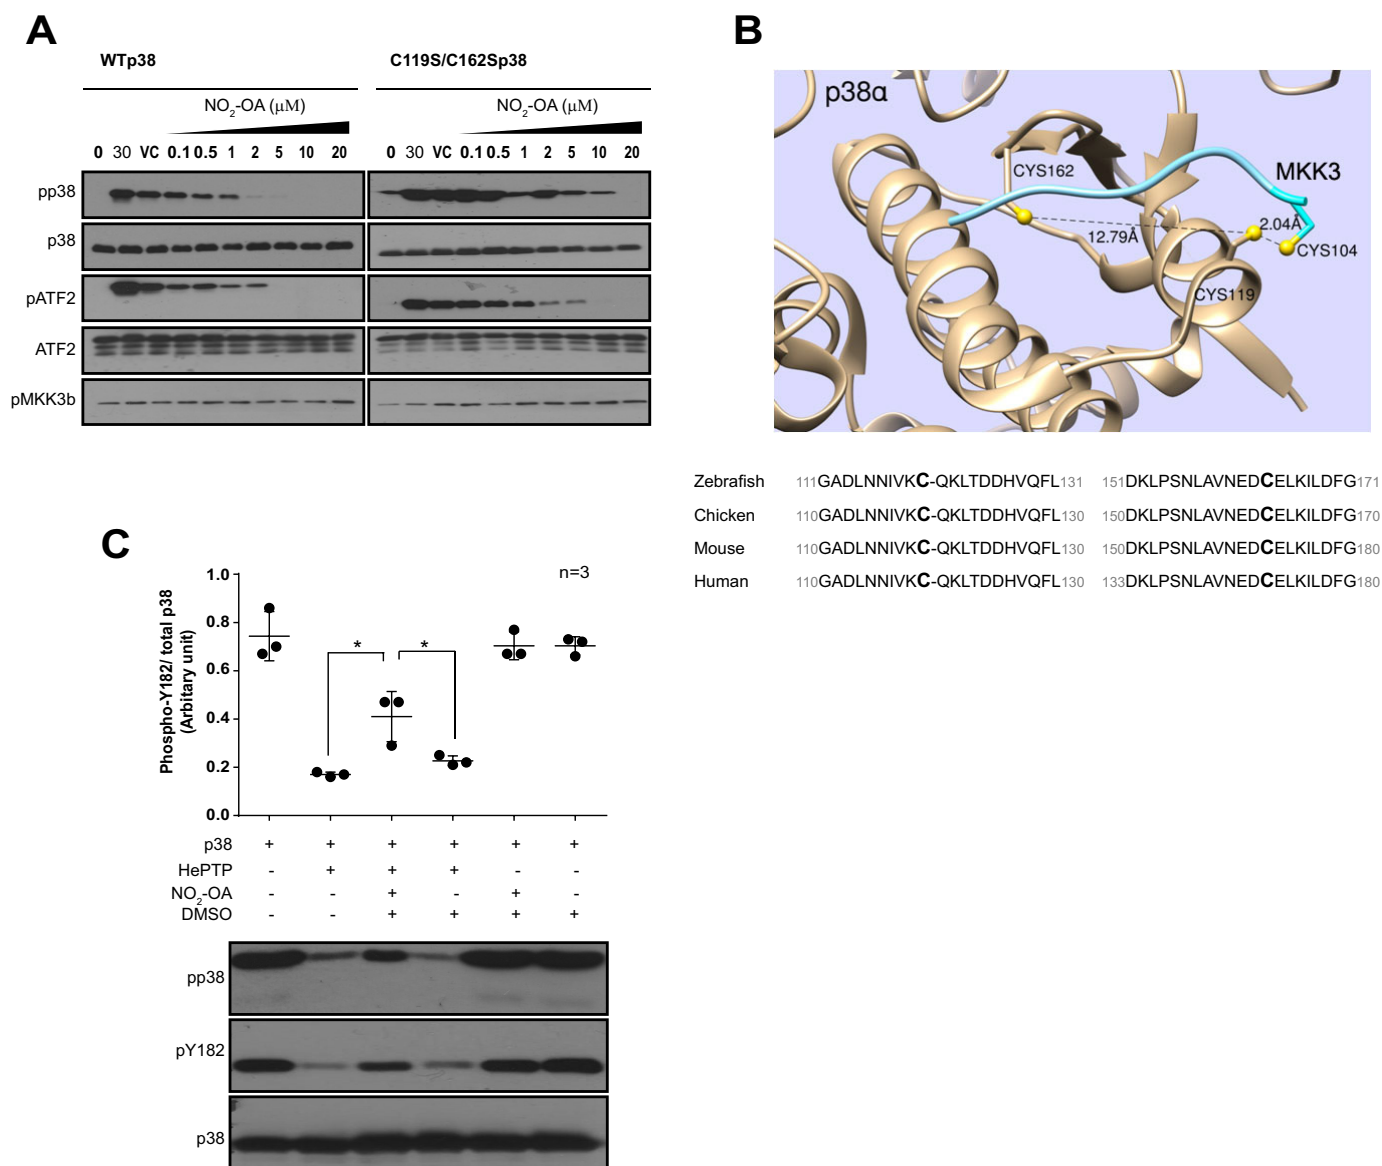 A
WTp38
C119S/C162Sp38
NO2-OA (μM)
NO2-OA (μM)
0 30 VC 0.1 0.5 1 2 5 10 20
0 30 VC 0.1 0.5 1 2 5 10 20
pp38
p38
pATF2
ATF2
pMKK3b
B
p38α
CYS162
MKK3
12.79Å
2.04Å
CYS104
CYS119
Zebrafish 111GADLNNIVKC-QKLTDDHVQFL131 151DKLPSNLAVNEDCELKILDFG171
Chicken 110GADLNNIVKC-QKLTDDHVQFL130 150DKLPSNLAVNEDCELKILDFG170
Mouse 110GADLNNIVKC-QKLTDDHVQFL130 150DKLPSNLAVNEDCELKILDFG180
Human 110GADLNNIVKC-QKLTDDHVQFL130 133DKLPSNLAVNEDCELKILDFG180
C
n=3
Phospho-Y182/ total p38
(Arbitary unit)
1.0
0.8
0.6
0.4
0.2
0.0
* *
p38 + + + + + +
HePTP - + + + - -
NO2-OA - - + - + -
DMSO - - + + + +
pp38
pY182
p38